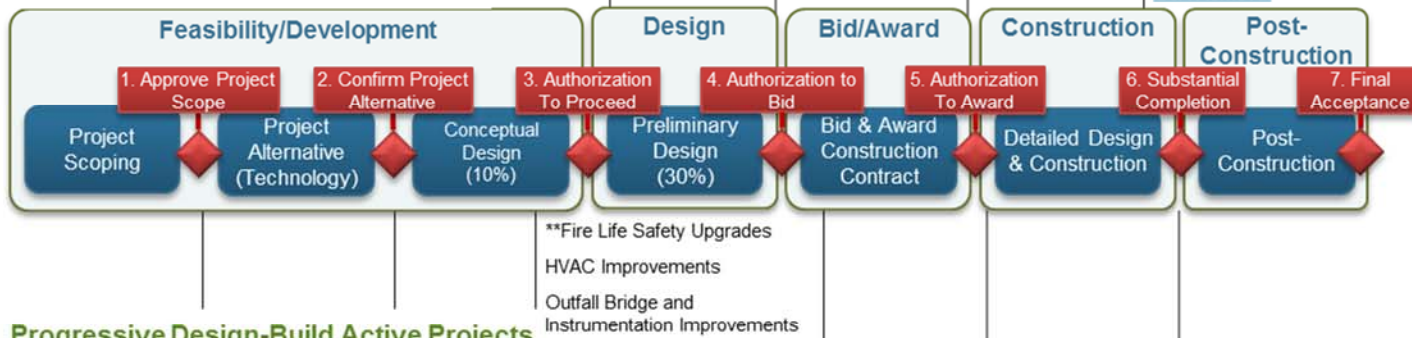 Feasibility/Development
Design
Bid/Award
Construction
Post-
Construction
1. Approve Project
Scope
2. Confirm Project
Alternative
3. Authorization
To Proceed
4. Authorization to
Bid
5. Authorization
To Award
6. Substantial
Completion
7. Final
Acceptance
Project
Scoping
Project
Alternative
(Technology)
Conceptual
Design
(10%)
Preliminary
Design
(30%)
Bid & Award
Construction
Contract
Detailed Design
& Construction
Post-
Construction
**Fire Life Safety Upgrades
HVAC Improvements
Outfall Bridge and
Instrumentation Improvements
Progressive Design-Build Active Projects